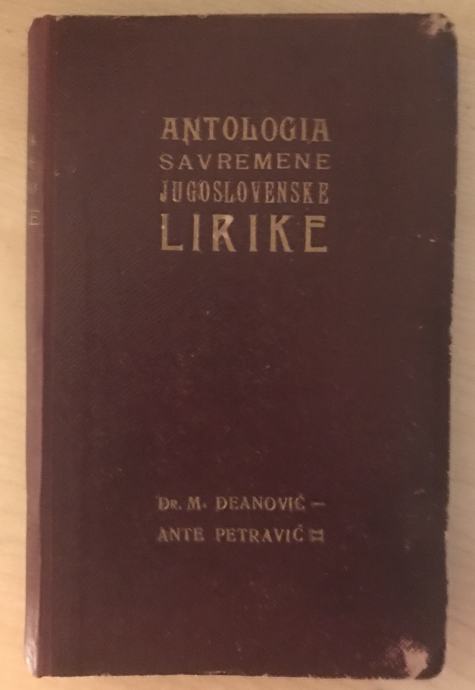 ANTOLOGIA
SAVREMENE
JUGOSLOVENSKE
LIRIKE
DR. M. DEANOVIĆ —
ANTE PETRAVIĆ